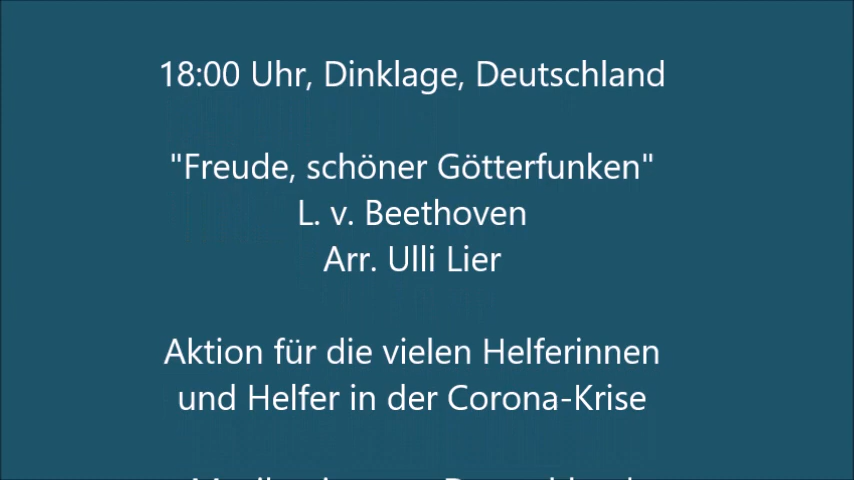 18:00 Uhr, Dinklage, Deutschland
"Freude, schöner Götterfunken"
L. v. Beethoven
Arr. Ulli Lier
Aktion für die vielen Helferinnen
und Helfer in der Corona-Krise